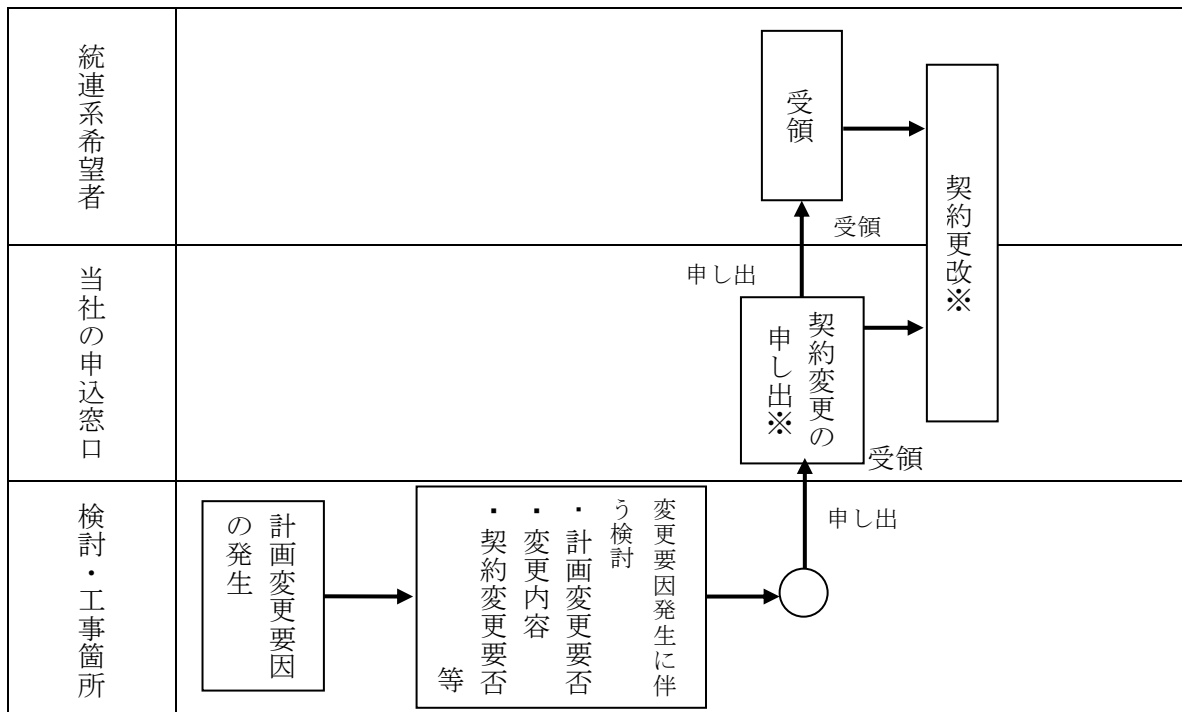 統連系希望者
受領
契約更改※
受領
当社の申込窓口
申し出
契約変更の
申し出※
受領
検討・工事箇所
計画変更要因
の発生
変更要因発生に伴
う検討
・計画変更要否
・変更内容
・契約変更要否
等
申し出